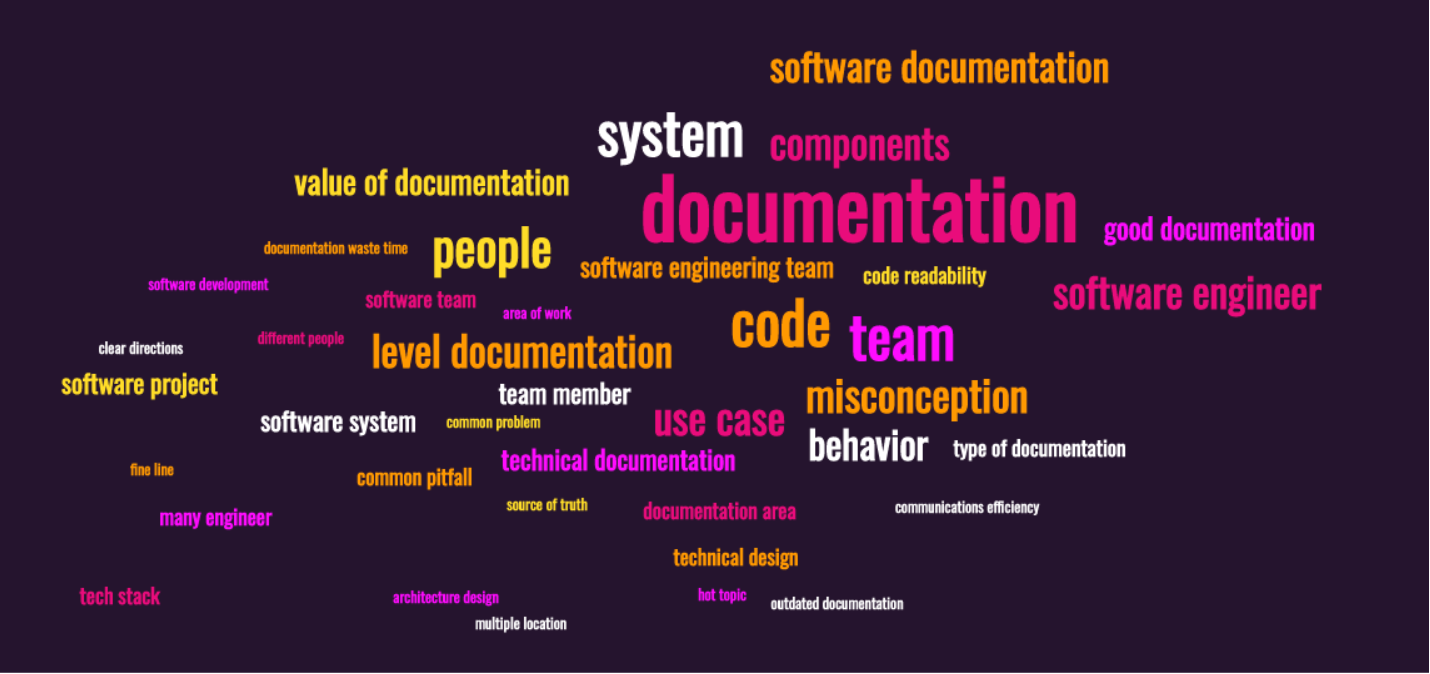 software documentation
system
components
value of documentation
documentation
good documentation
people
documentation waste time
software engineering team
code readability
software development
software engineer
software team
area of work
code
team
different people
clear directions
level documentation
software project
team member
misconception
software system
common problem
use case
behavior
type of documentation
technical documentation
fine line
common pitfall
source of truth
documentation area
communications efficiency
many engineer
technical design
tech stack
architecture design
hot topic
outdated documentation
multiple location